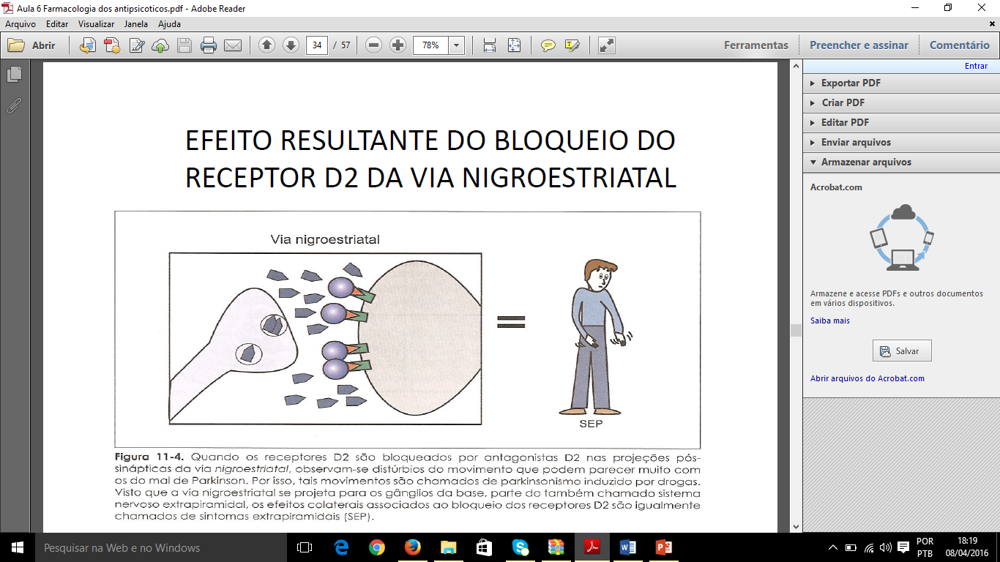 Aula 6 Farmacologia dos antipsicoticos.pdf - Adobe Reader
Arquivo Editar Visualizar Janela Ajuda
Abrir 34 / 57 78% Ferramentas Preencher e assinar Comentário
Entrar
Exportar PDF
Criar PDF
Editar PDF
Enviar arquivos
Armazenar arquivos
Acrobat.com
Armazene e acesse PDFs e outros documentos
em vários dispositivos.
Saiba mais
Salvar
Abrir arquivos do Acrobat.com
EFEITO RESULTANTE DO BLOQUEIO DO
RECEPTOR D2 DA VIA NIGROESTRIATAL
Via nigroestriatal
=
SEP
Figura 11-4. Quando os receptores D2 são bloqueados por antagonistas D2 nas projeções pós-
sinápticas da via nigroestriatal, observam-se distúrbios do movimento que podem parecer muito com
os do mal de Parkinson. Por isso, tais movimentos são chamados de parkinsonismo induzido por drogas.
Visto que a via nigroestriatal se projeta para os gânglios da base, parte do também chamado sistema
nervoso extrapiramidal, os efeitos colaterais associados ao bloqueio dos receptores D2 são igualmente
chamados de sintomas extrapiramidais (SEP).
Pesquisar na Web e no Windows
POR
PTB
18:19
08/04/2016